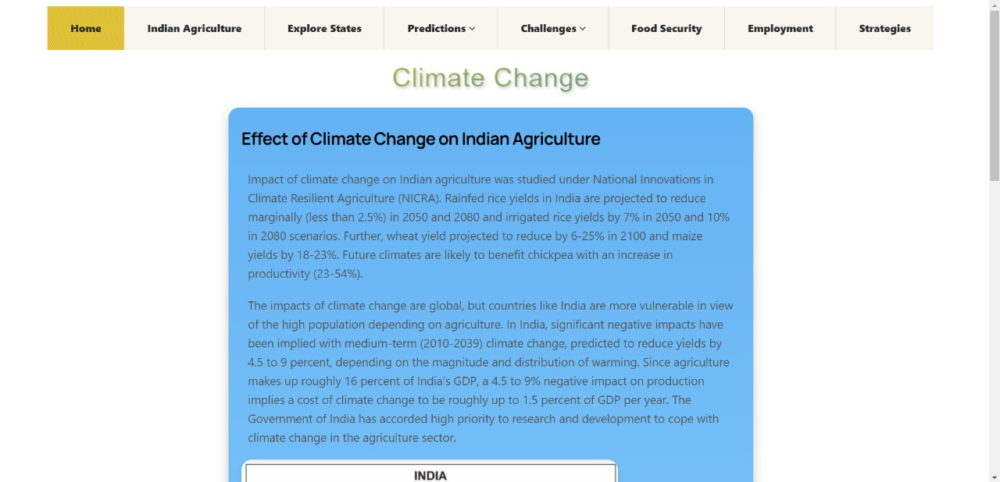 Home Indian Agriculture Explore States Predictions Challenges Food Security Employment Strategies
Climate Change
Effect of Climate Change on Indian Agriculture
Impact of climate change on Indian agriculture was studied under National Innovations in
Climate Resilient Agriculture (NICRA). Rainfed rice yields in India are projected to reduce
marginally (less than 2.5%) in 2050 and 2080 and irrigated rice yields by 7% in 2050 and 10%
in 2080 scenarios. Further, wheat yield projected to reduce by 6-25% in 2100 and maize
yields by 18-23%. Future climates are likely to benefit chickpea with an increase in
productivity (23-54%).
The impacts of climate change are global, but countries like India are more vulnerable in view
of the high population depending on agriculture. In India, significant negative impacts have
been implied with medium-term (2010-2039) climate change, predicted to reduce yields by
4.5 to 9 percent, depending on the magnitude and distribution of warming. Since agriculture
makes up roughly 16 percent of India's GDP, a 4.5 to 9% negative impact on production
implies a cost of climate change to be roughly up to 1.5 percent of GDP per year. The
Government of India has accorded high priority to research and development to cope with
climate change in the agriculture sector.
INDIA